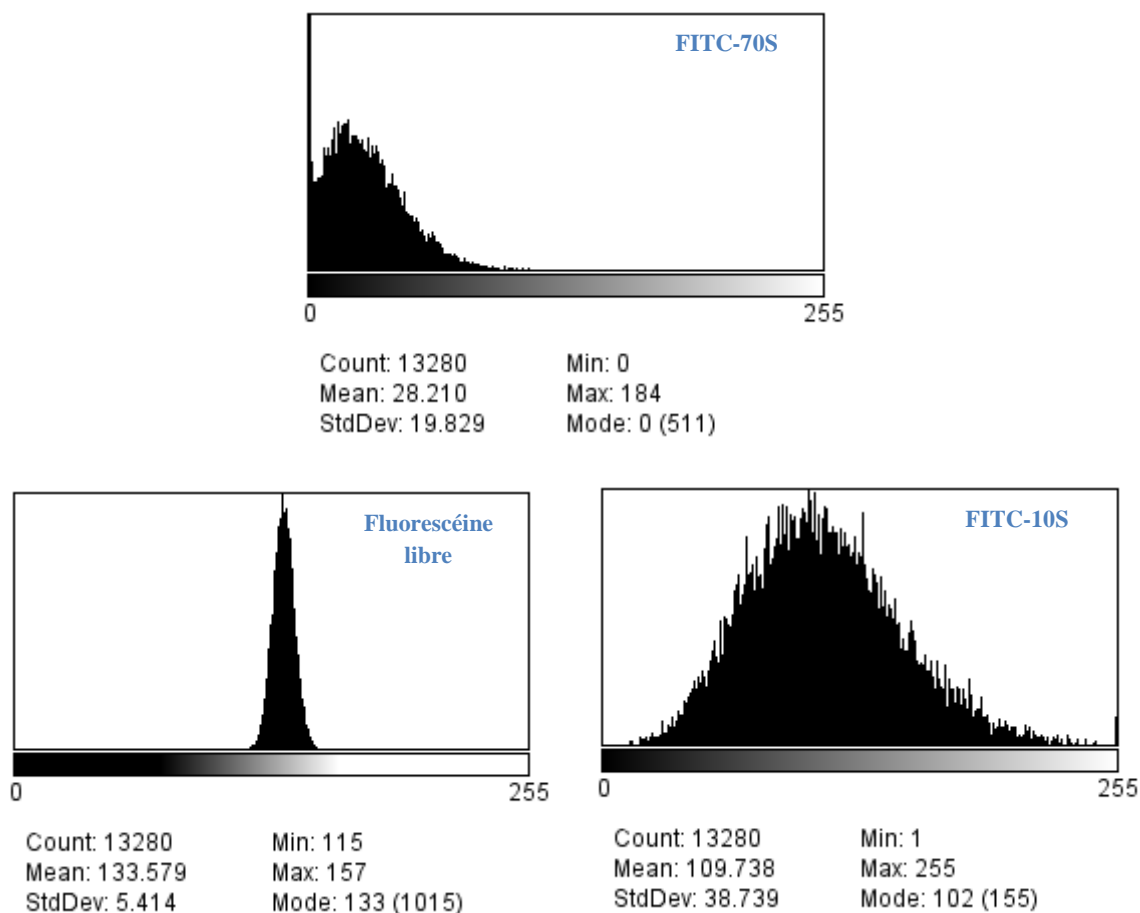 FITC-70S
0 255
Count: 13280 Min: 0
Mean: 28.210 Max: 184
StdDev: 19.829 Mode: 0 (511)
Fluorescéine
libre
0 255
Count: 13280 Min: 115
Mean: 133.579 Max: 157
StdDev: 5.414 Mode: 133 (1015)
FITC-10S
0 255
Count: 13280 Min: 1
Mean: 109.738 Max: 255
StdDev: 38.739 Mode: 102 (155)